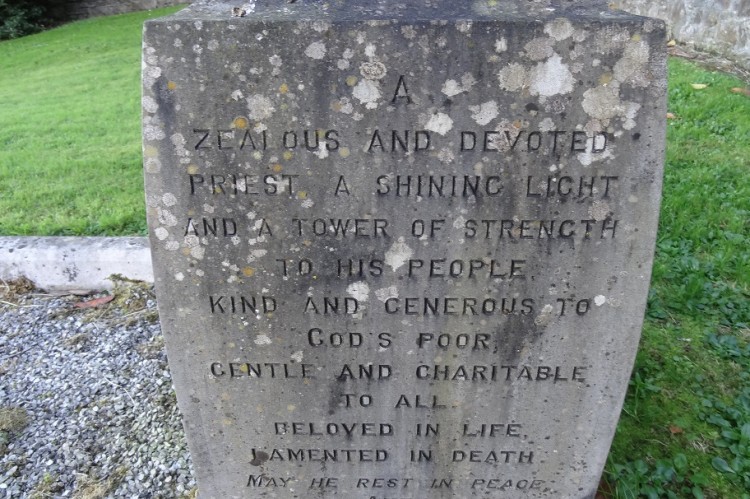 A
ZEALOUS AND DEVOTED
PRIEST, A SHINING LIGHT
AND A TOWER OF STRENGTH
TO HIS PEOPLE,
KIND AND GENEROUS TO
GOD'S POOR,
GENTLE AND CHARITABLE
TO ALL.
BELOVED IN LIFE,
LAMENTED IN DEATH
MAY HE REST IN PEACE.